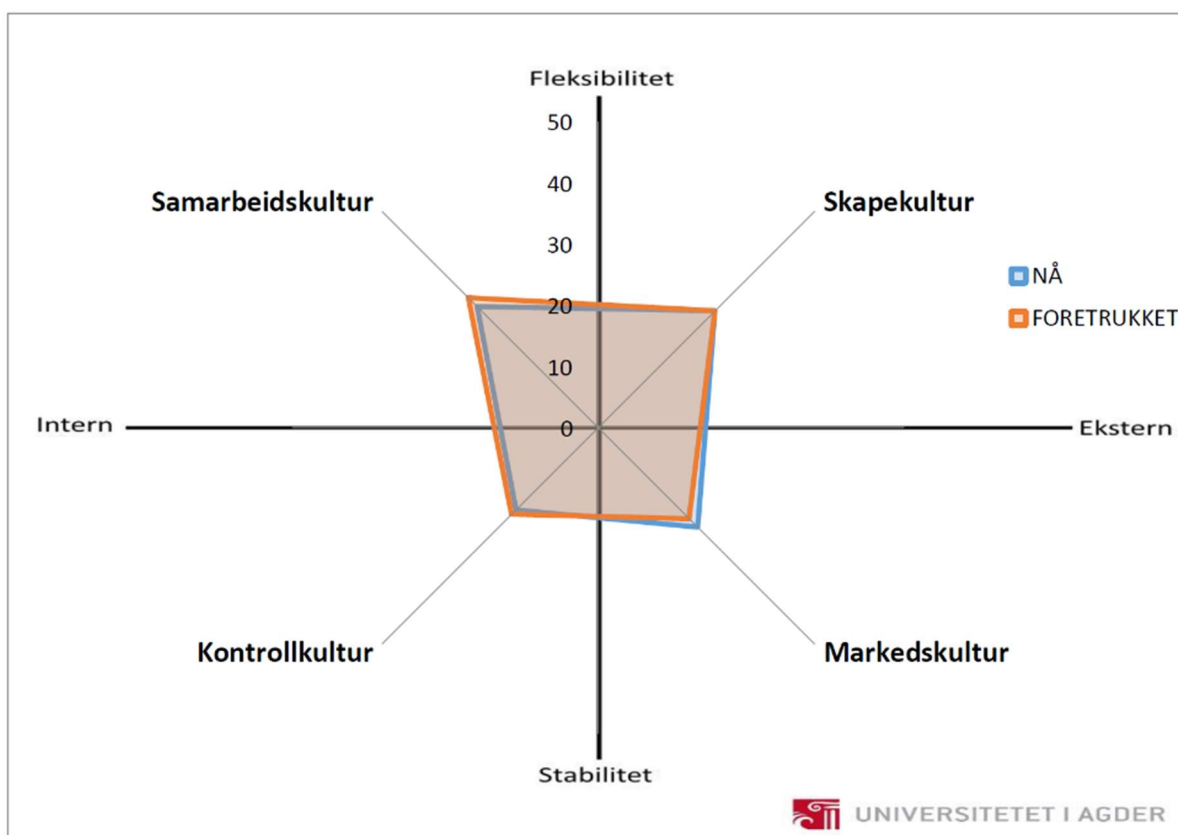 Fleksibilitet
50
40
Samarbeidskultur
Skapekultur
30
NÅ
20
FORETRUKKET
10
Intern
0
Ekstern
Kontrollkultur
Markedskultur
Stabilitet
UNIVERSITETET I AGDER